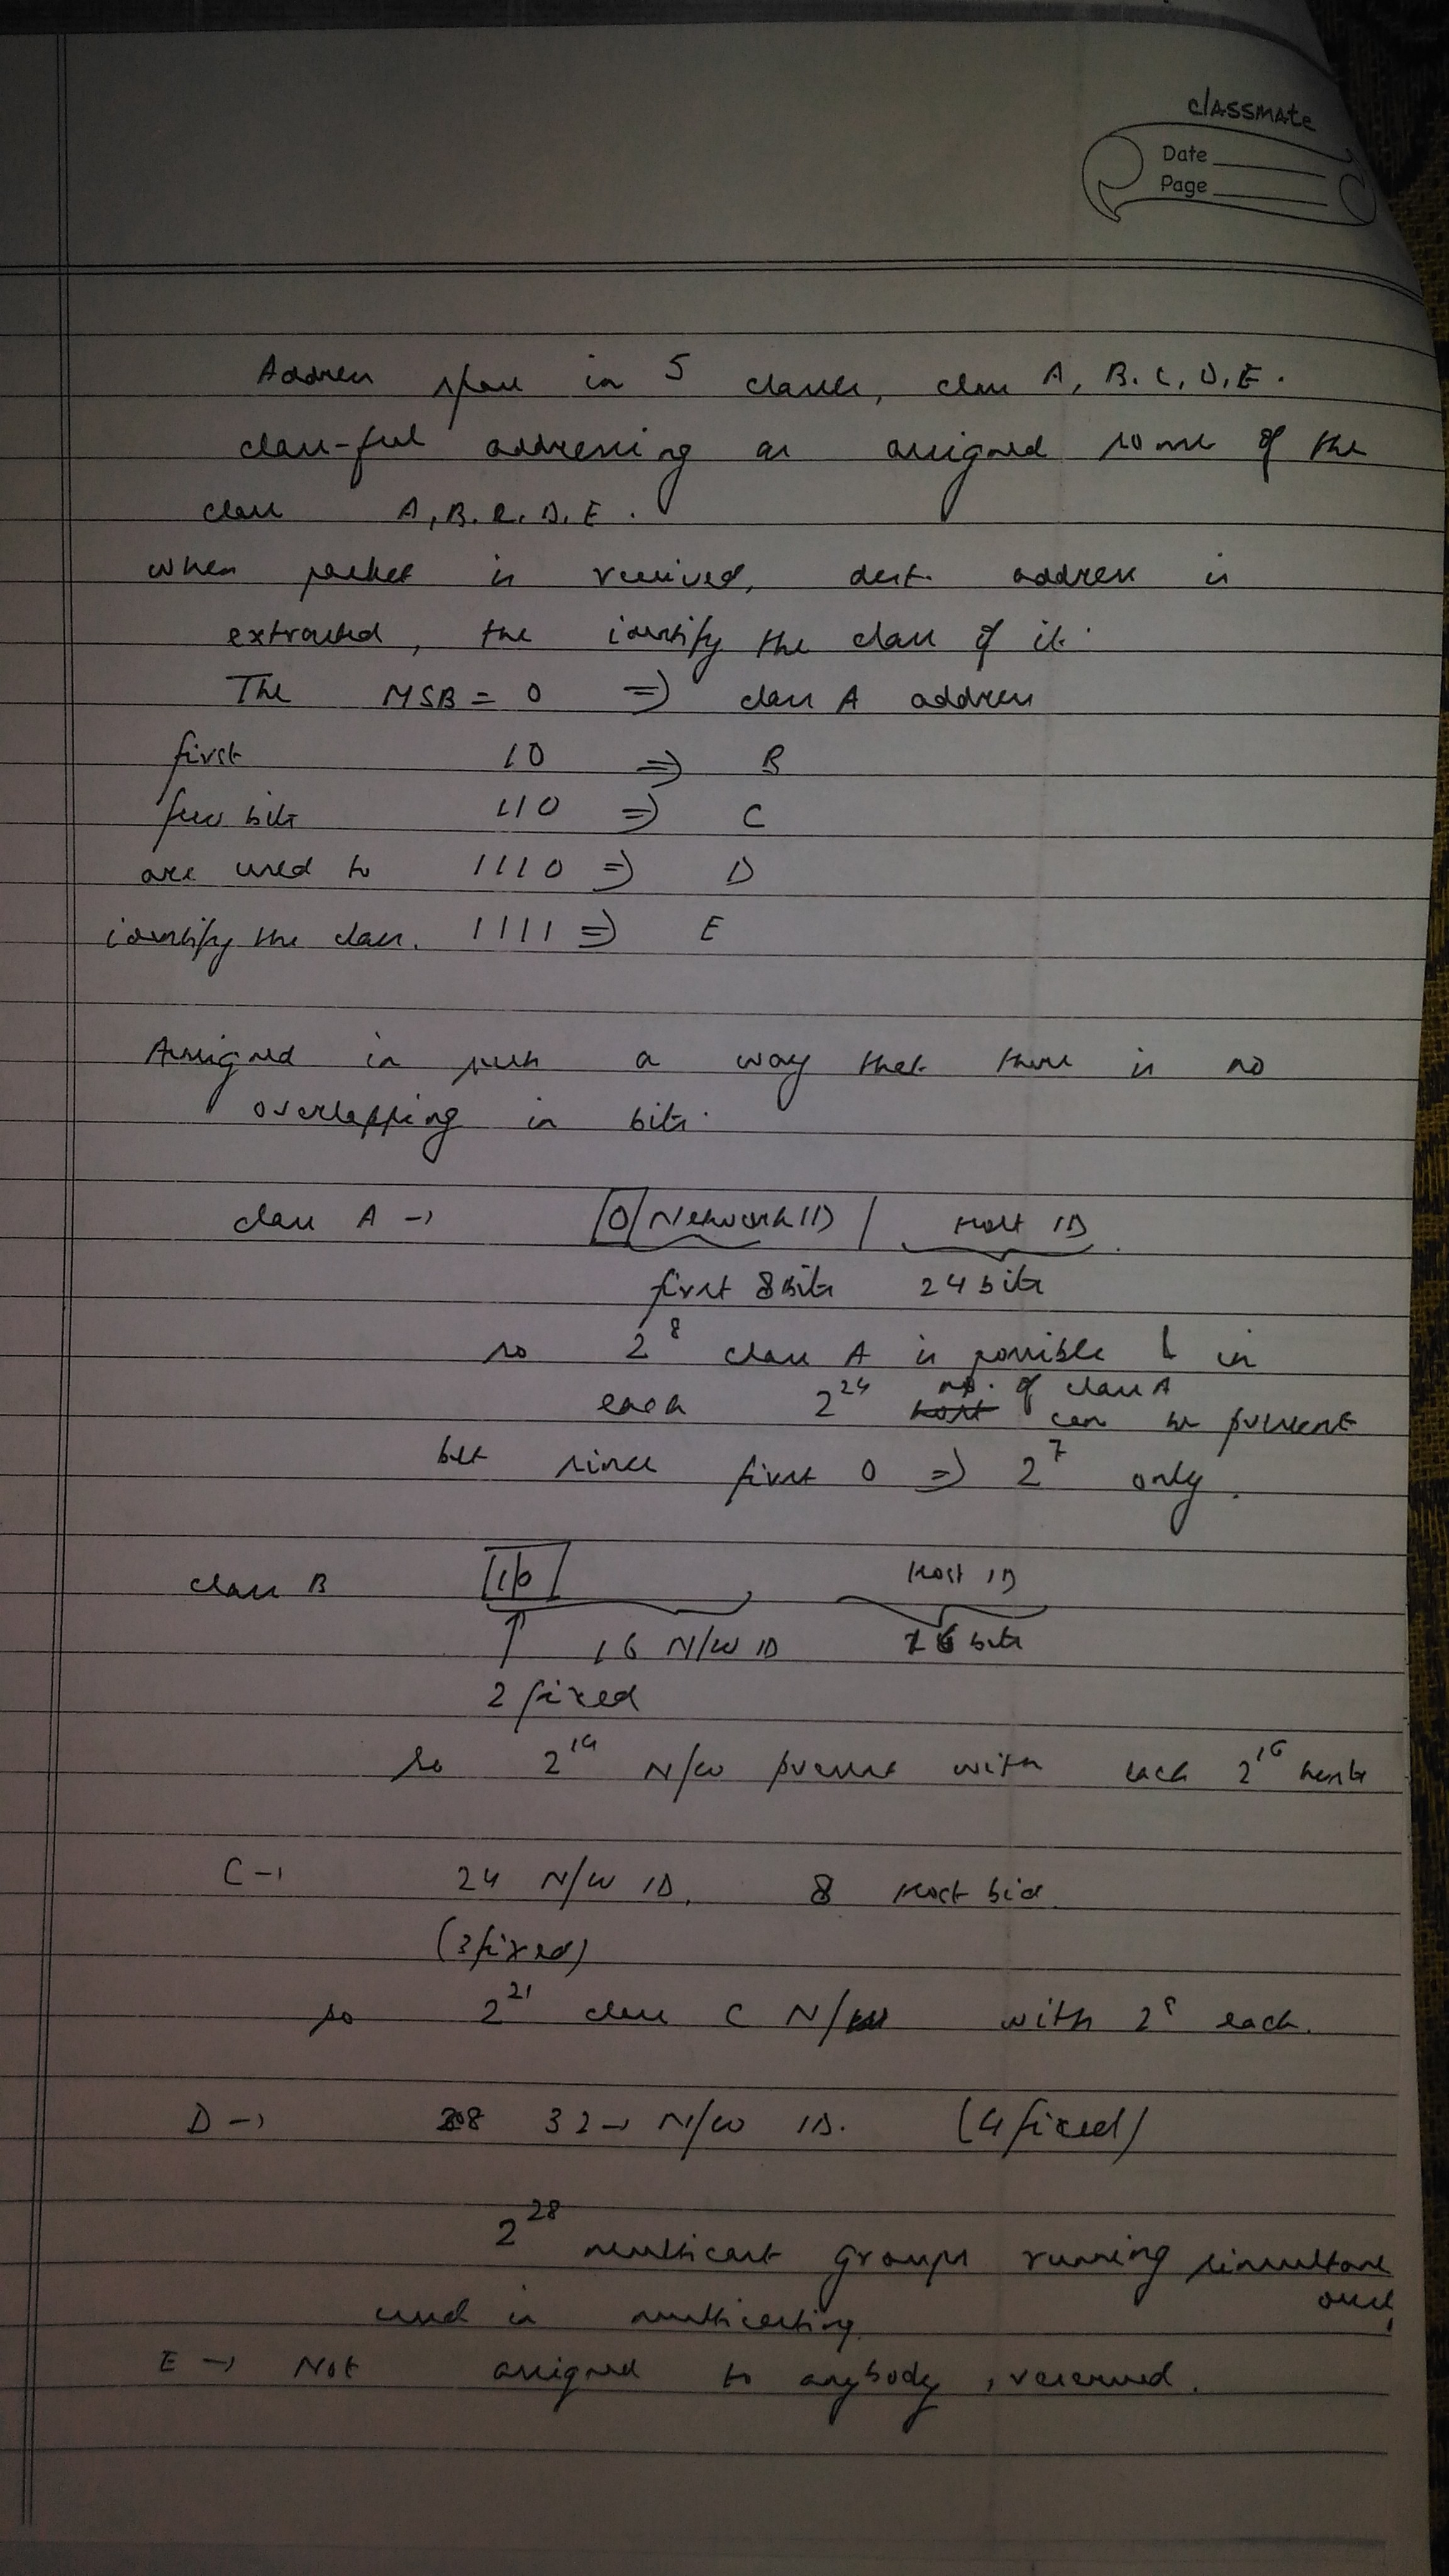 classmate
Date
Page
Address space in 5 classes, class A, B, C, D, E.
class-ful addressing as assigned some of the
class A, B, C, D, E.
when packet is received, dest. address is
extracted, the identify the class of it.
The MSB = 0 => class A address
first 10 => B
few bits 110 => C
are used to 1110 => D
identify the class. 1111 => E
Assigned in such a way that there is no
overlapping in bits.
class A → 0 Network ID Host ID
first 8 bits 24 bits
so 2^8 class A is possible & in
each 2^24 no. of class A can be present
but since first 0 => 2^7 only.
class B 10 Host ID
16 N/W ID 16 bits
2 fixed
so 2^14 N/W present with each 2^16 hosts
C → 24 N/W ID, 8 Host bid
(3 fixed)
so 2^21 class C N/W with 2^8 each.
D → 28 32 → N/W ID. (4 fixed)
2^28 multicast groups running simultane
ously
used in multicasting
E → Not assigned to anybody, reserved.